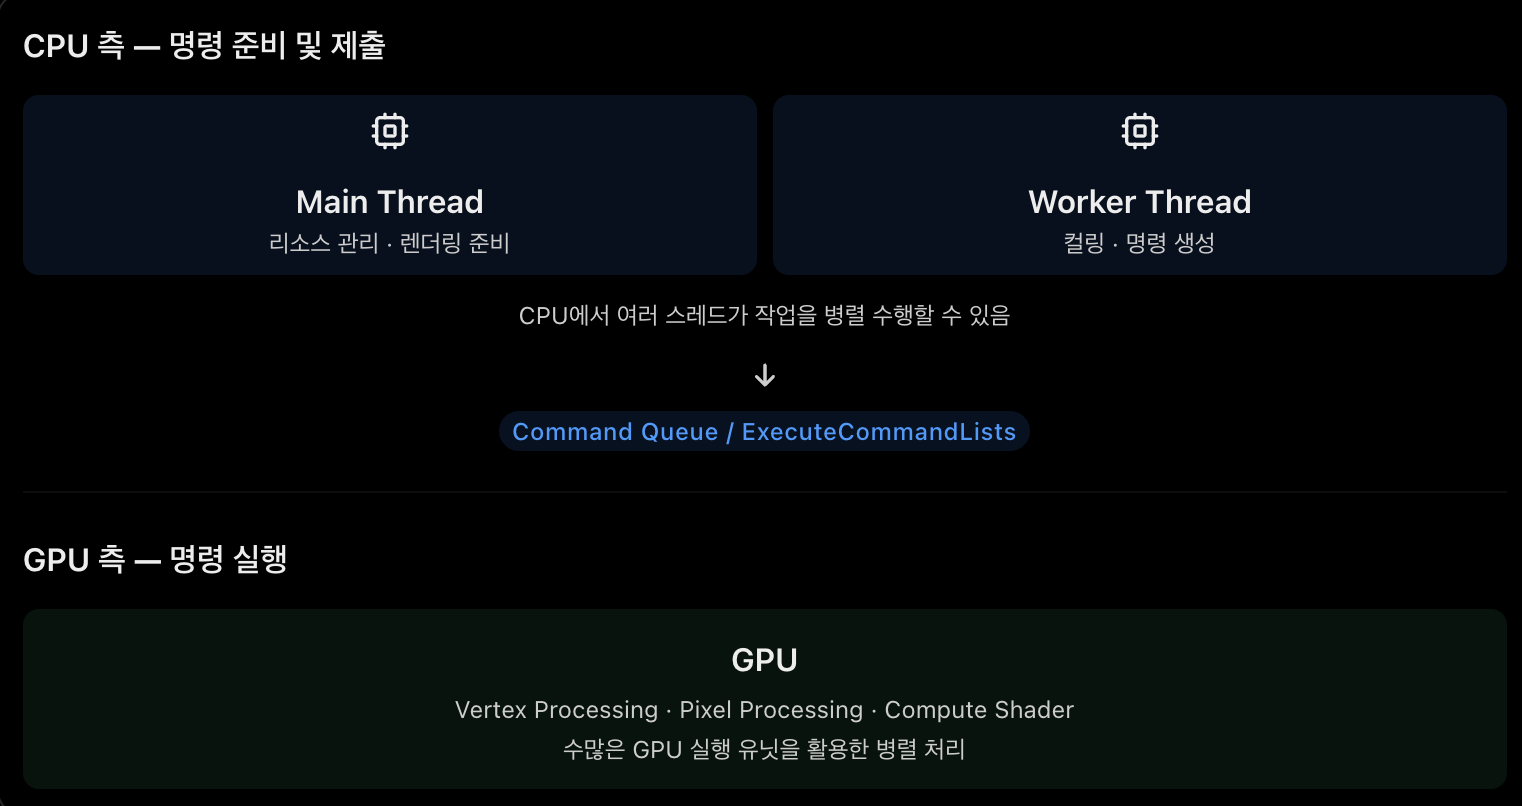 CPU 측 — 명령 준비 및 제출
Main Thread
리소스 관리 · 렌더링 준비
Worker Thread
컬링 · 명령 생성
CPU에서 여러 스레드가 작업을 병렬 수행할 수 있음
↓
Command Queue / ExecuteCommandLists
GPU 측 — 명령 실행
GPU
Vertex Processing · Pixel Processing · Compute Shader
수많은 GPU 실행 유닛을 활용한 병렬 처리